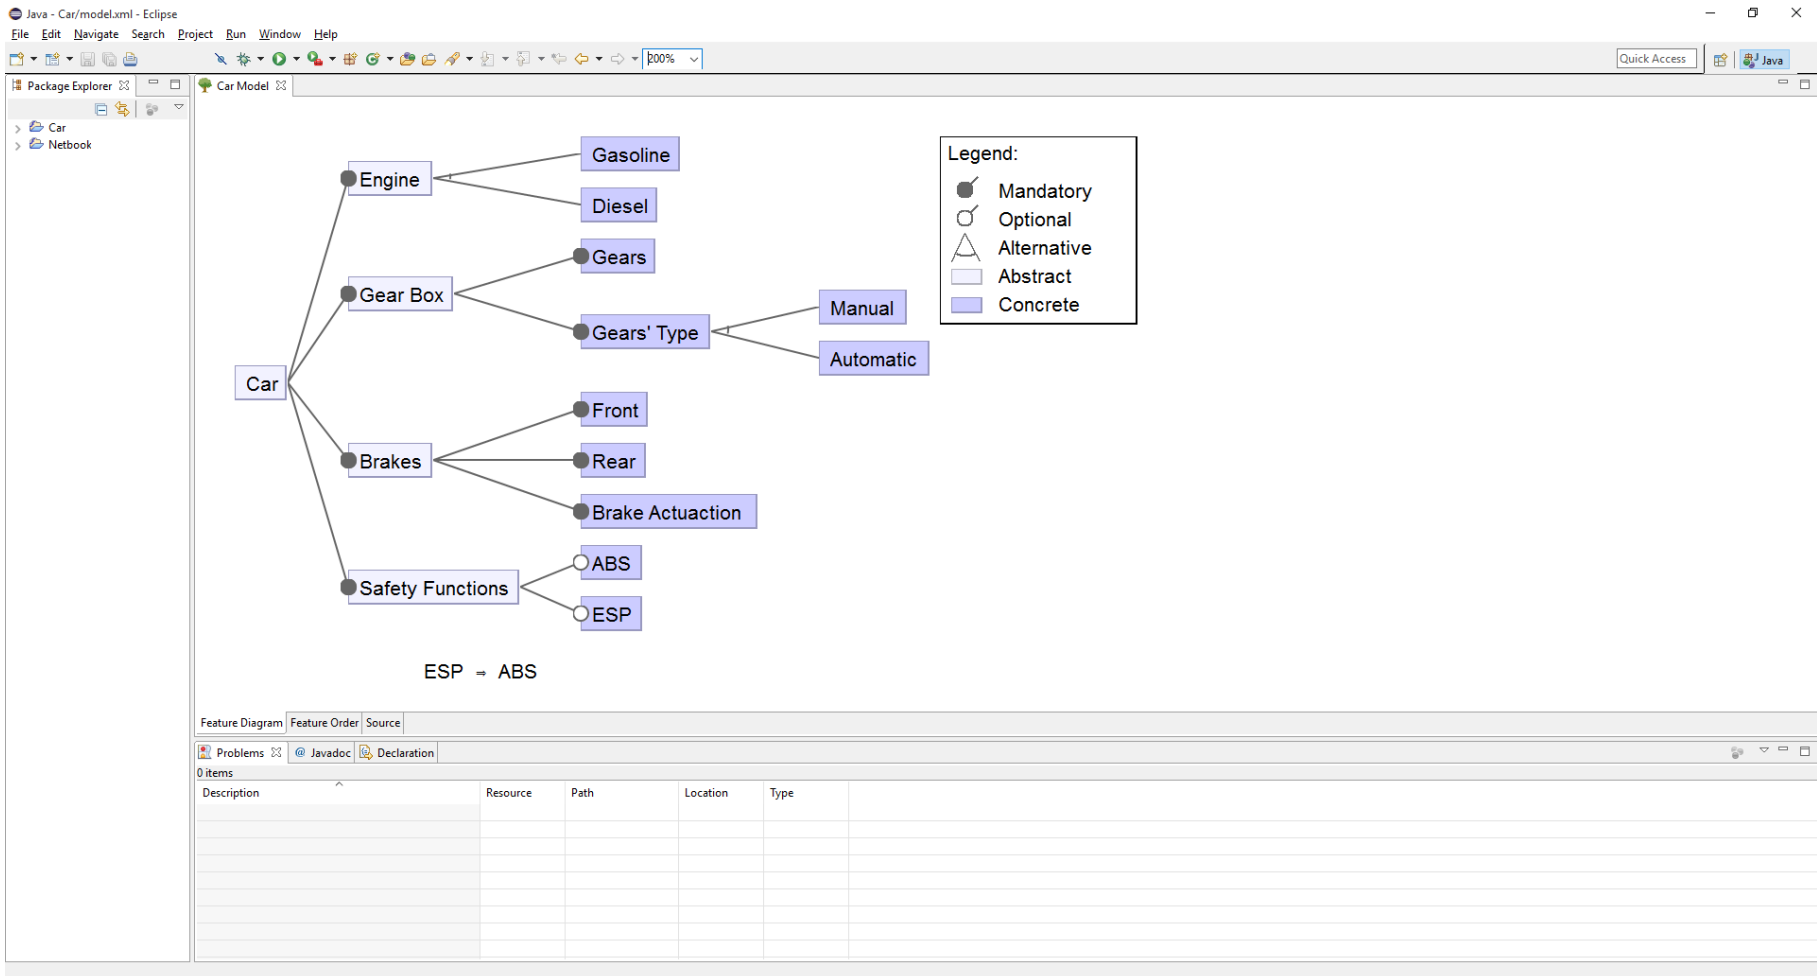 Java - Car/model.xml - Eclipse
File Edit Navigate Search Project Run Window Help
200%
Quick Access
Java
Package Explorer
Car Model
Car
Netbook
Gasoline
Engine
Diesel
Gears
Gear Box
Manual
Gears' Type
Automatic
Car
Front
Brakes
Rear
Brake Actuaction
ABS
Safety Functions
ESP
ESP ⇒ ABS
Legend:
Mandatory
Optional
Alternative
Abstract
Concrete
Feature Diagram Feature Order Source
Problems @ Javadoc Declaration
0 items
Description Resource Path Location Type